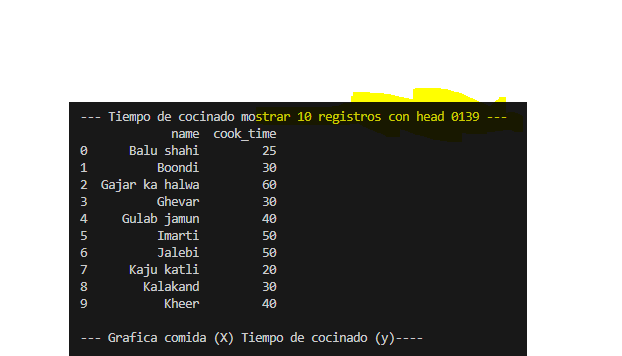 --- Tiempo de cocinado mostrar 10 registros con head 0139 ---
name cook_time
0 Balu shahi 25
1 Boondi 30
2 Gajar ka halwa 60
3 Ghevar 30
4 Gulab jamun 40
5 Imarti 50
6 Jalebi 50
7 Kaju katli 20
8 Kalakand 30
9 Kheer 40
--- Grafica comida (X) Tiempo de cocinado (y)----